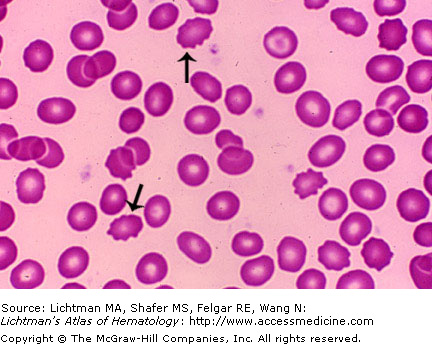 Source: Lichtman MA, Shafer MS, Felgar RE, Wang N:
Lichtman's Atlas of Hematology: http://www.accessmedicine.com
Copyright © The McGraw-Hill Companies, Inc. All rights reserved.